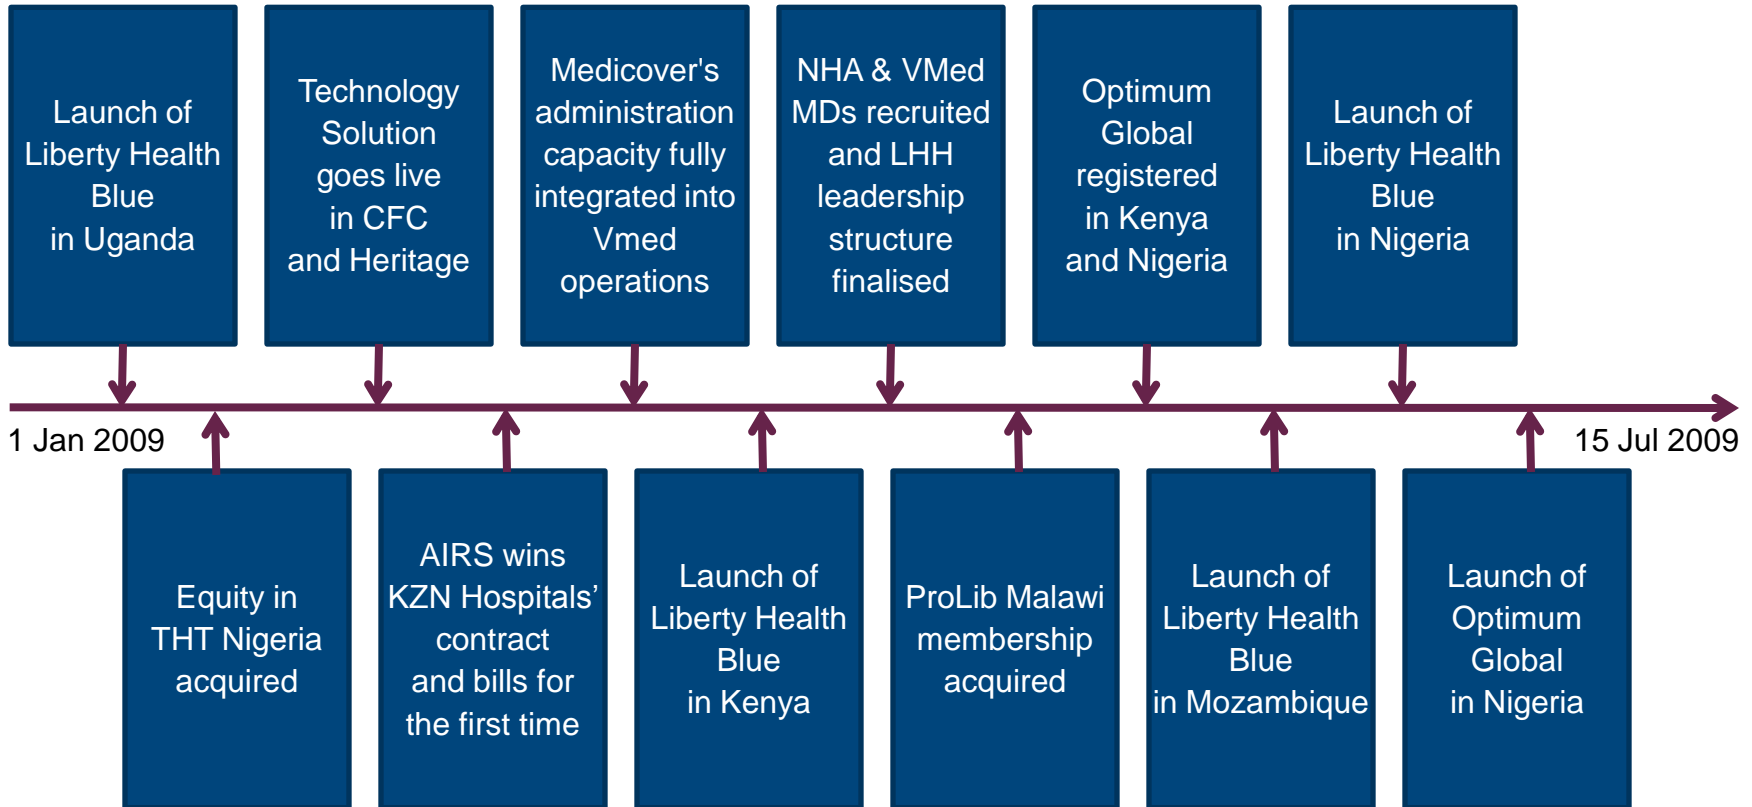 Launch of
Liberty Health
Blue
in Uganda
Technology
Solution
goes live
in CFC
and Heritage
Medicover's
administration
capacity fully
integrated into
Vmed
operations
NHA & VMed
MDs recruited
and LHH
leadership
structure
finalised
Optimum
Global
registered
in Kenya
and Nigeria
Launch of
Liberty Health
Blue
in Nigeria
1 Jan 2009
15 Jul 2009
Equity in
THT Nigeria
acquired
AIRS wins
KZN Hospitals’
contract
and bills for
the first time
Launch of
Liberty Health
Blue
in Kenya
ProLib Malawi
membership
acquired
Launch of
Liberty Health
Blue
in Mozambique
Launch of
Optimum
Global
in Nigeria